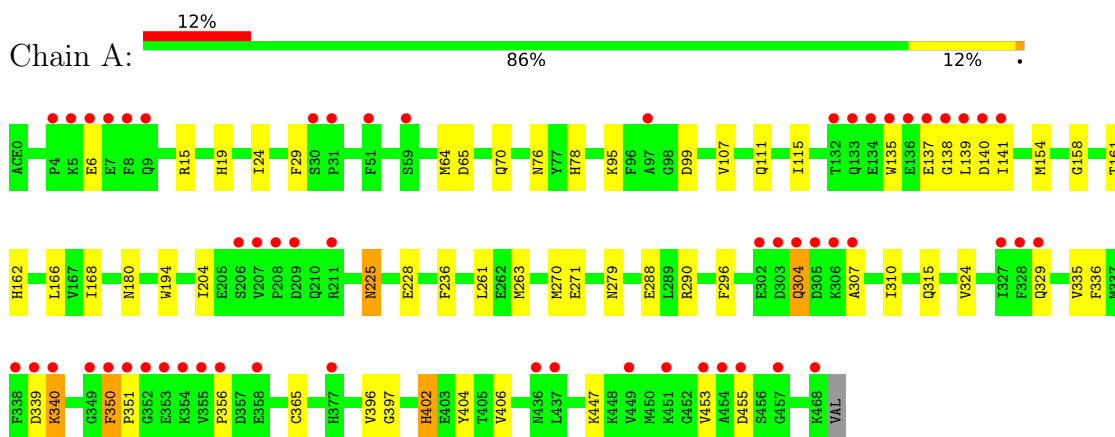 12%
Chain A:
86% 12% •
ACE0 P4 K5 E6 E7 F8 Q9 R15 H19 I24 F29 S30 P31 F51 S59 M64 D65 Q70 N76 Y77 H78 K95 F96 A97 G98 D99 V107 Q111 I115 T132 Q133 E134 W135 E136 E137 G138 L139 D140 I141 M154 G158 T161
H162 L166 V167 I168 N180 W194 I204 E205 S206 V207 P208 D209 Q210 R211 N225 E228 F236 L261 E262 M263 M270 E271 N279 E288 L289 R290 F296 E302 D303 Q304 D305 K306 A307 I310 Q315 V324 I327 F328 Q329 V335 F336 M337
F338 D339 K340 G349 F350 P351 G352 E353 K354 V355 P356 D357 E358 C365 H377 V396 G397 H402 E403 Y404 T405 V406 N436 L437 K447 K448 V449 M450 K451 G452 V453 A454 D455 S456 G457 K468 VAL